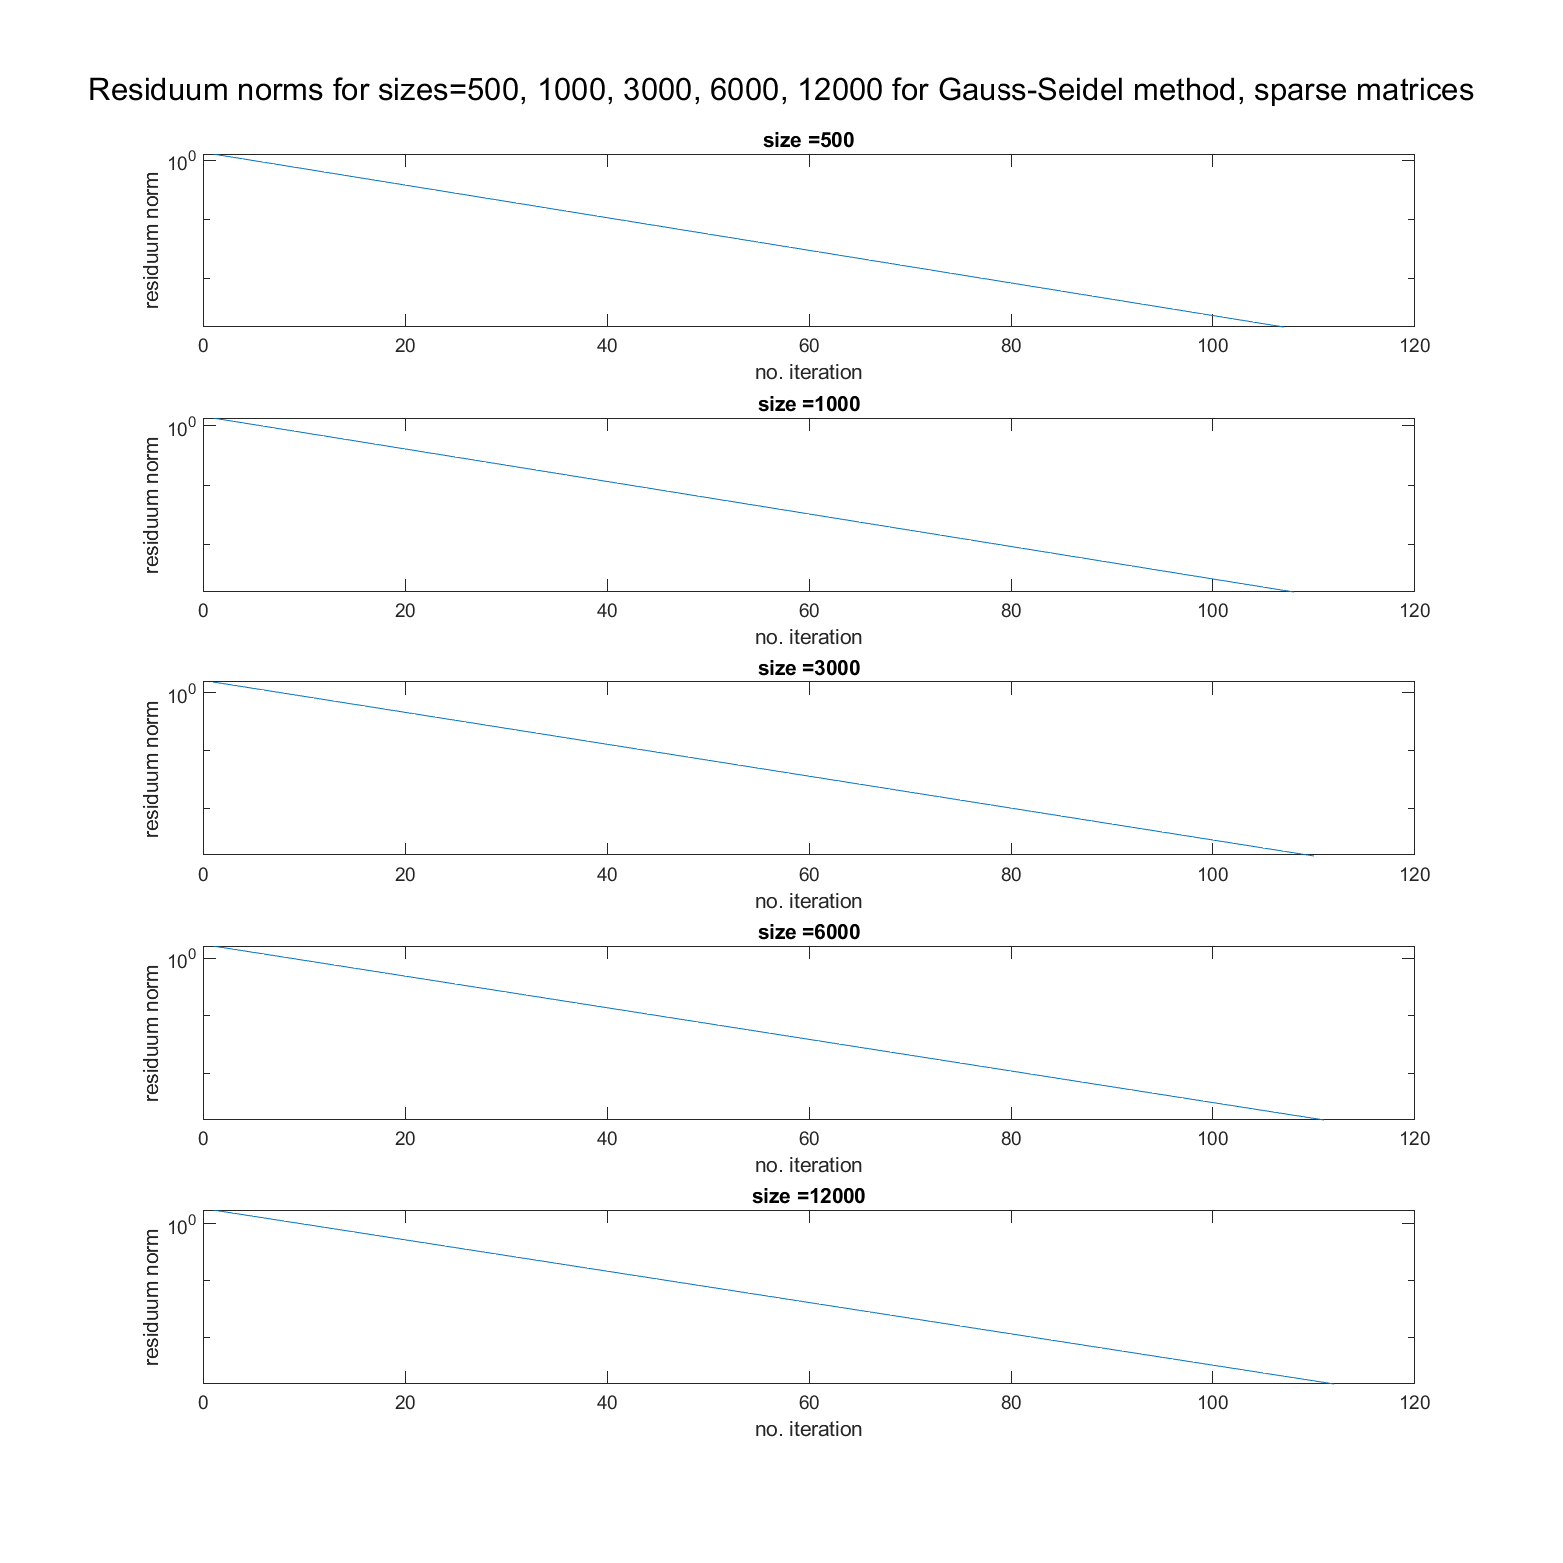 Residuum norms for sizes=500, 1000, 3000, 6000, 12000 for Gauss-Seidel method, sparse matrices
size =500
10^0
residuum norm
0 20 40 60 80 100 120
no. iteration
size =1000
10^0
residuum norm
0 20 40 60 80 100 120
no. iteration
size =3000
10^0
residuum norm
0 20 40 60 80 100 120
no. iteration
size =6000
10^0
residuum norm
0 20 40 60 80 100 120
no. iteration
size =12000
10^0
residuum norm
0 20 40 60 80 100 120
no. iteration